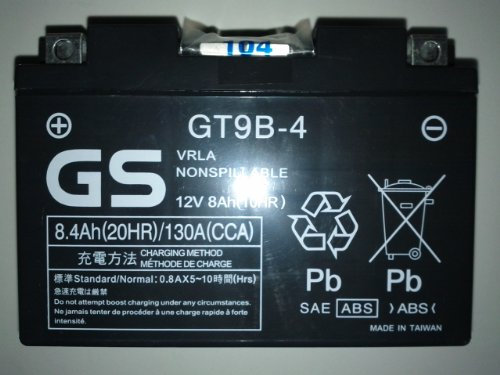 104
GT9B-4
GS
VRLA
NONSPILLABLE
12V 8Ah(10HR)
8.4Ah(20HR)/130A(CCA)
充電方法 CHARGING METHOD
MÉTHODE DE CHARGE
標準Standard/Normal:0.8AX5~10時間(Hrs)
急速充電は厳禁
Do not attempt boost charging under any circumstances.
Ne jamais tenter de procéder à une charge rapide à forte
intensité.
Pb
Pb
SAE ABS 〉ABS〈
MADE IN TAIWAN